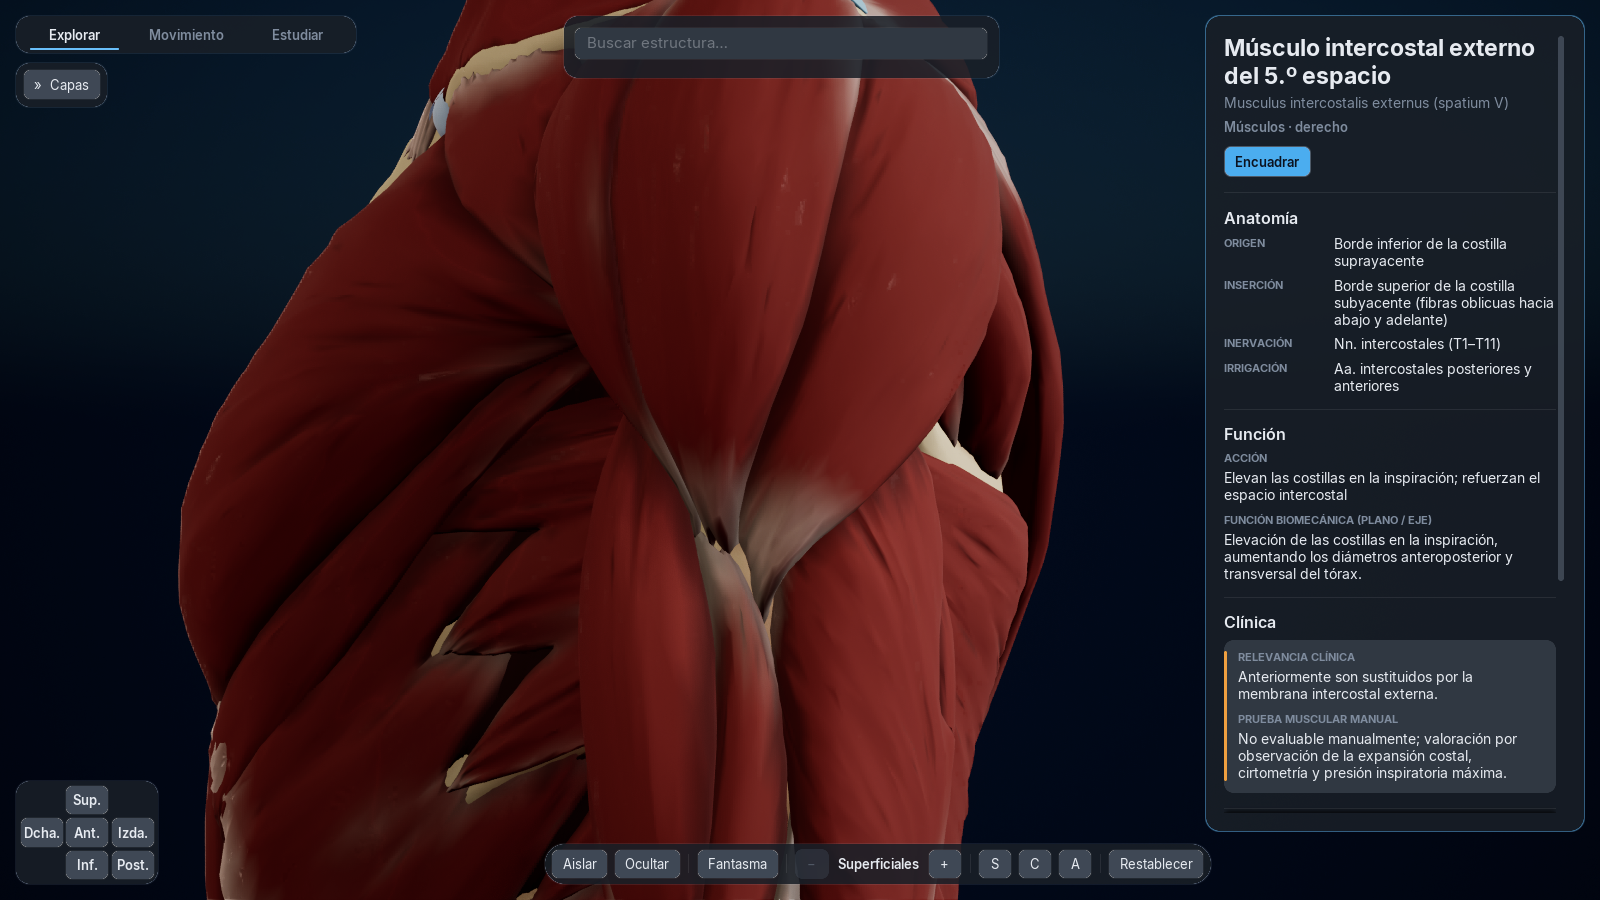 Explorar Movimiento Estudiar
» Capas
Buscar estructura...
Músculo intercostal externo
del 5.º espacio
Musculus intercostalis externus (spatium V)
Músculos · derecho
Encuadrar
Anatomía
ORIGEN Borde inferior de la costilla
suprayacente
INSERCIÓN Borde superior de la costilla
subyacente (fibras oblicuas hacia
abajo y adelante)
INERVACIÓN Nn. intercostales (T1–T11)
IRRIGACIÓN Aa. intercostales posteriores y
anteriores
Función
ACCIÓN
Elevan las costillas en la inspiración; refuerzan el
espacio intercostal
FUNCIÓN BIOMECÁNICA (PLANO / EJE)
Elevación de las costillas en la inspiración,
aumentando los diámetros anteroposterior y
transversal del tórax.
Clínica
RELEVANCIA CLÍNICA
Anteriormente son sustituidos por la
membrana intercostal externa.
PRUEBA MUSCULAR MANUAL
No evaluable manualmente; valoración por
observación de la expansión costal,
cirtometría y presión inspiratoria máxima.
Sup.
Dcha. Ant. Izda.
Inf. Post.
Aislar Ocultar Fantasma − Superficiales + S C A Restablecer